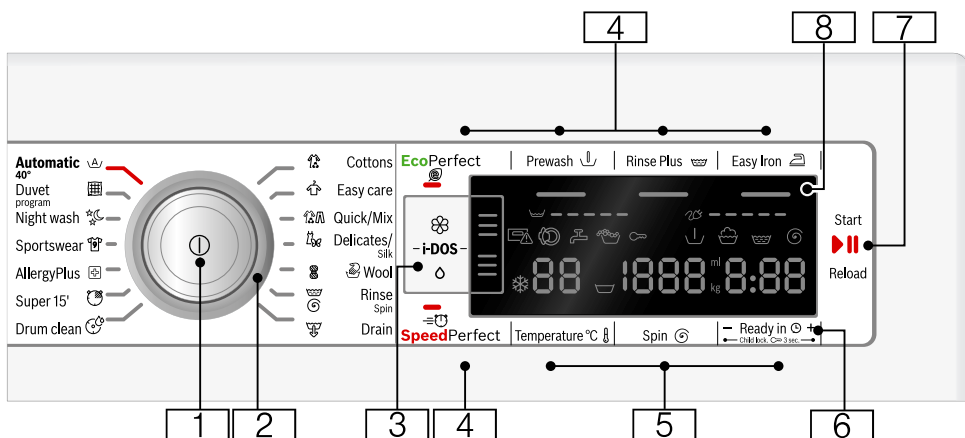 4
8
7
Automatic
40°
Duvet
program
Night wash
Sportswear
AllergyPlus
Super 15'
Drum clean
Cottons
Easy care
Quick/Mix
Delicates/
Silk
Wool
Rinse
Spin
Drain
EcoPerfect
Prewash
Rinse Plus
Easy Iron
i-DOS
88 1888 ml kg 8:88
Start
Reload
SpeedPerfect
Temperature °C
Spin
− Ready in +
Child lock. 3 sec.
1
2
3
4
5
6